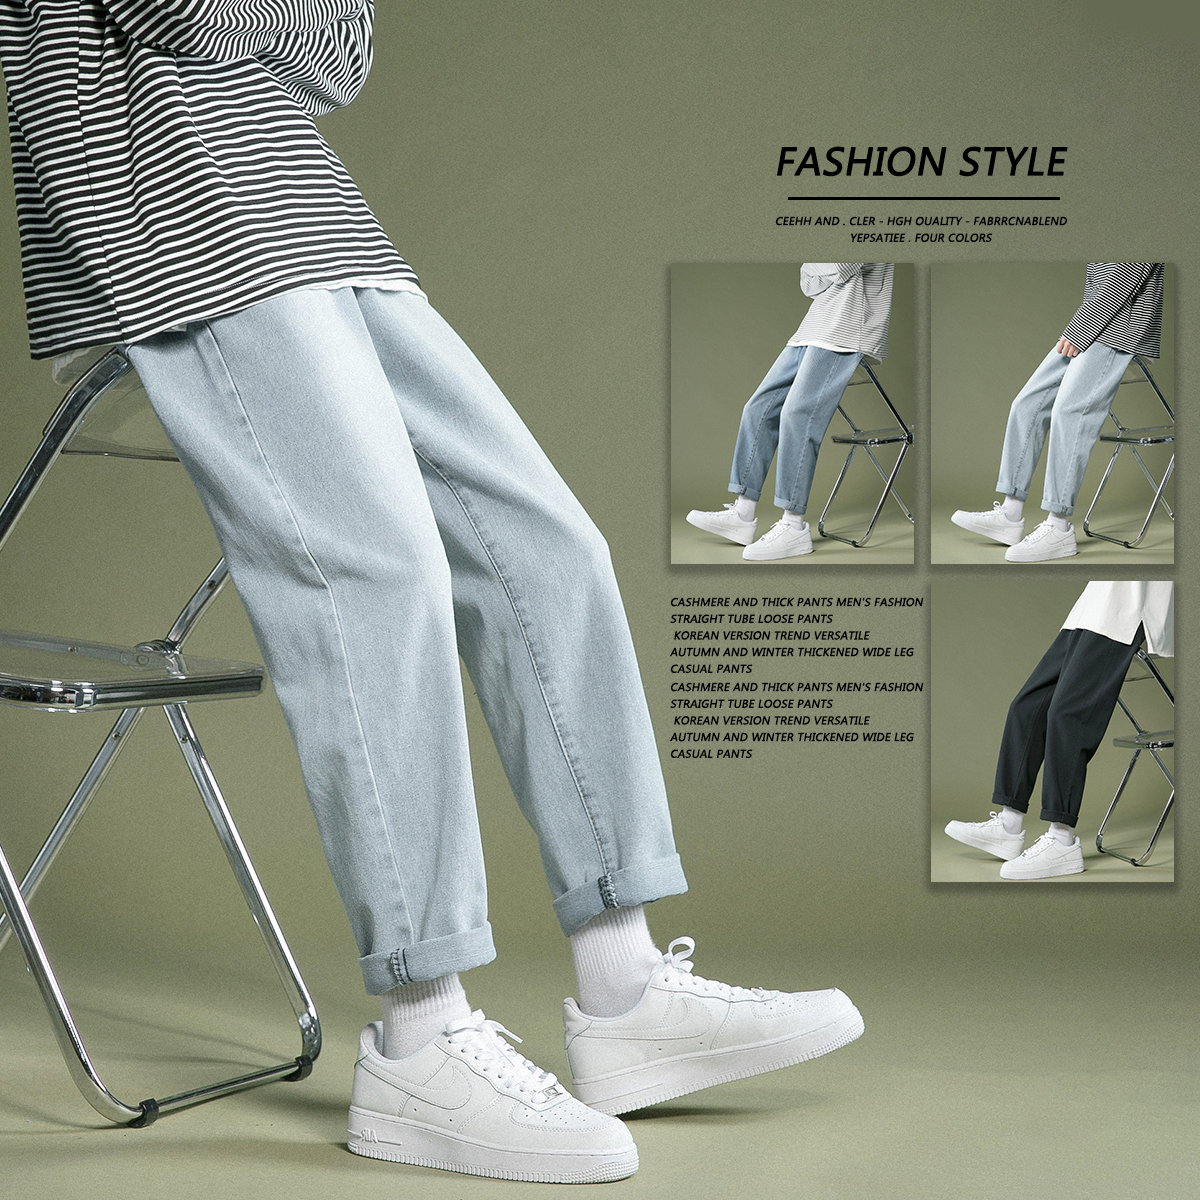 FASHION STYLE
CEEHH AND . CLER - HGH OUALITY - FABRRCNABLEND
YEPSATIEE . FOUR COLORS
CASHMERE AND THICK PANTS MEN'S FASHION
STRAIGHT TUBE LOOSE PANTS
KOREAN VERSION TREND VERSATILE
AUTUMN AND WINTER THICKENED WIDE LEG
CASUAL PANTS
CASHMERE AND THICK PANTS MEN'S FASHION
STRAIGHT TUBE LOOSE PANTS
KOREAN VERSION TREND VERSATILE
AUTUMN AND WINTER THICKENED WIDE LEG
CASUAL PANTS